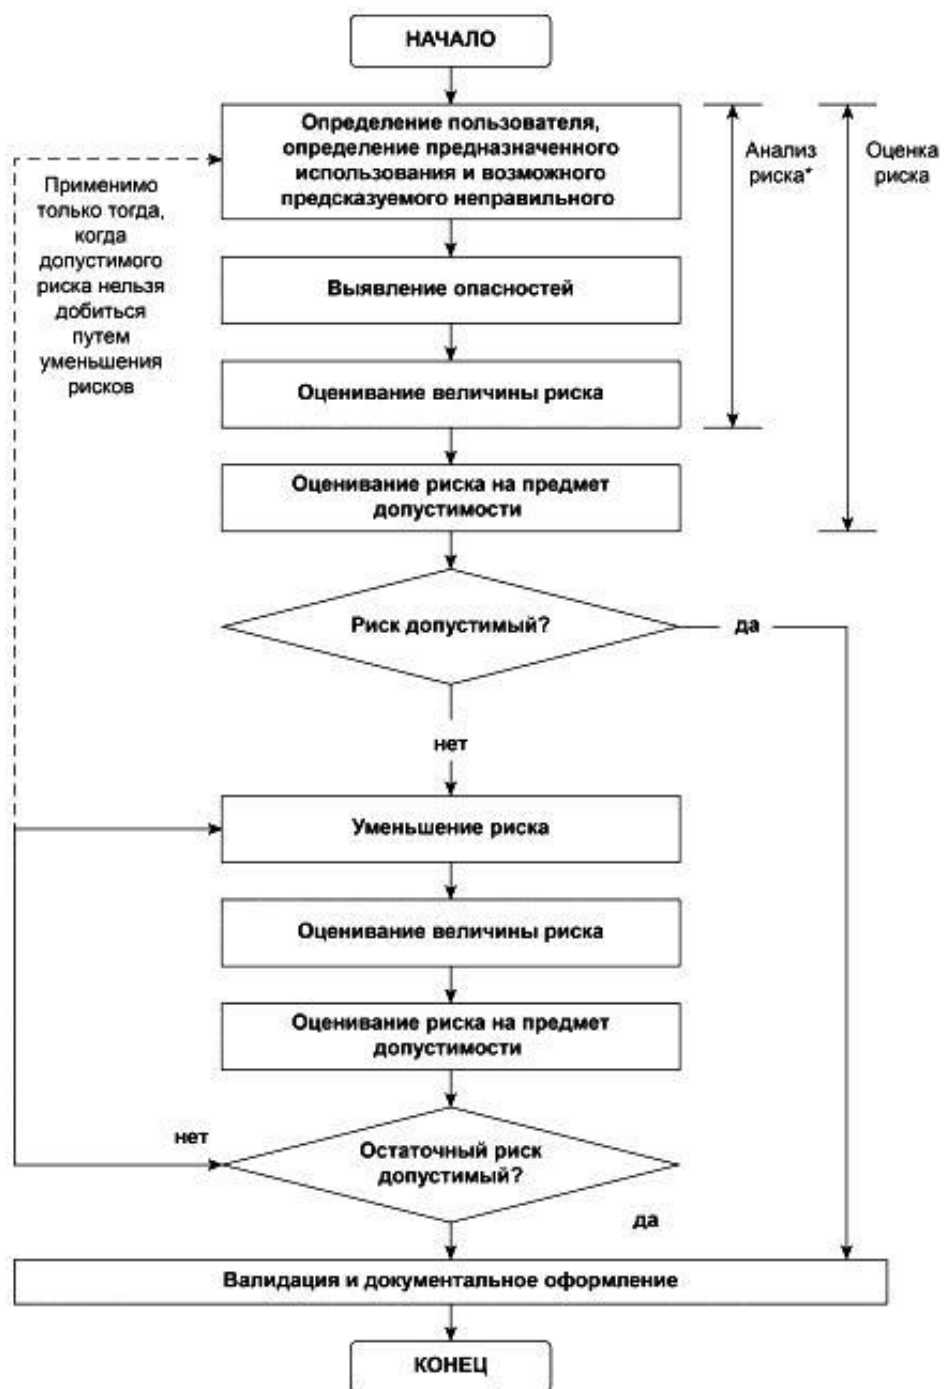 НАЧАЛО
Определение пользователя,
определение предназначенного
использования и возможного
предсказуемого неправильного
Анализ
риска*
Оценка
риска
Применимо
только тогда,
когда
допустимого
риска нельзя
добиться
путем
уменьшения
рисков
Выявление опасностей
Оценивание величины риска
Оценивание риска на предмет
допустимости
Риск допустимый?
да
нет
Уменьшение риска
Оценивание величины риска
Оценивание риска на предмет
допустимости
нет
Остаточный риск
допустимый?
да
Валидация и документальное оформление
КОНЕЦ